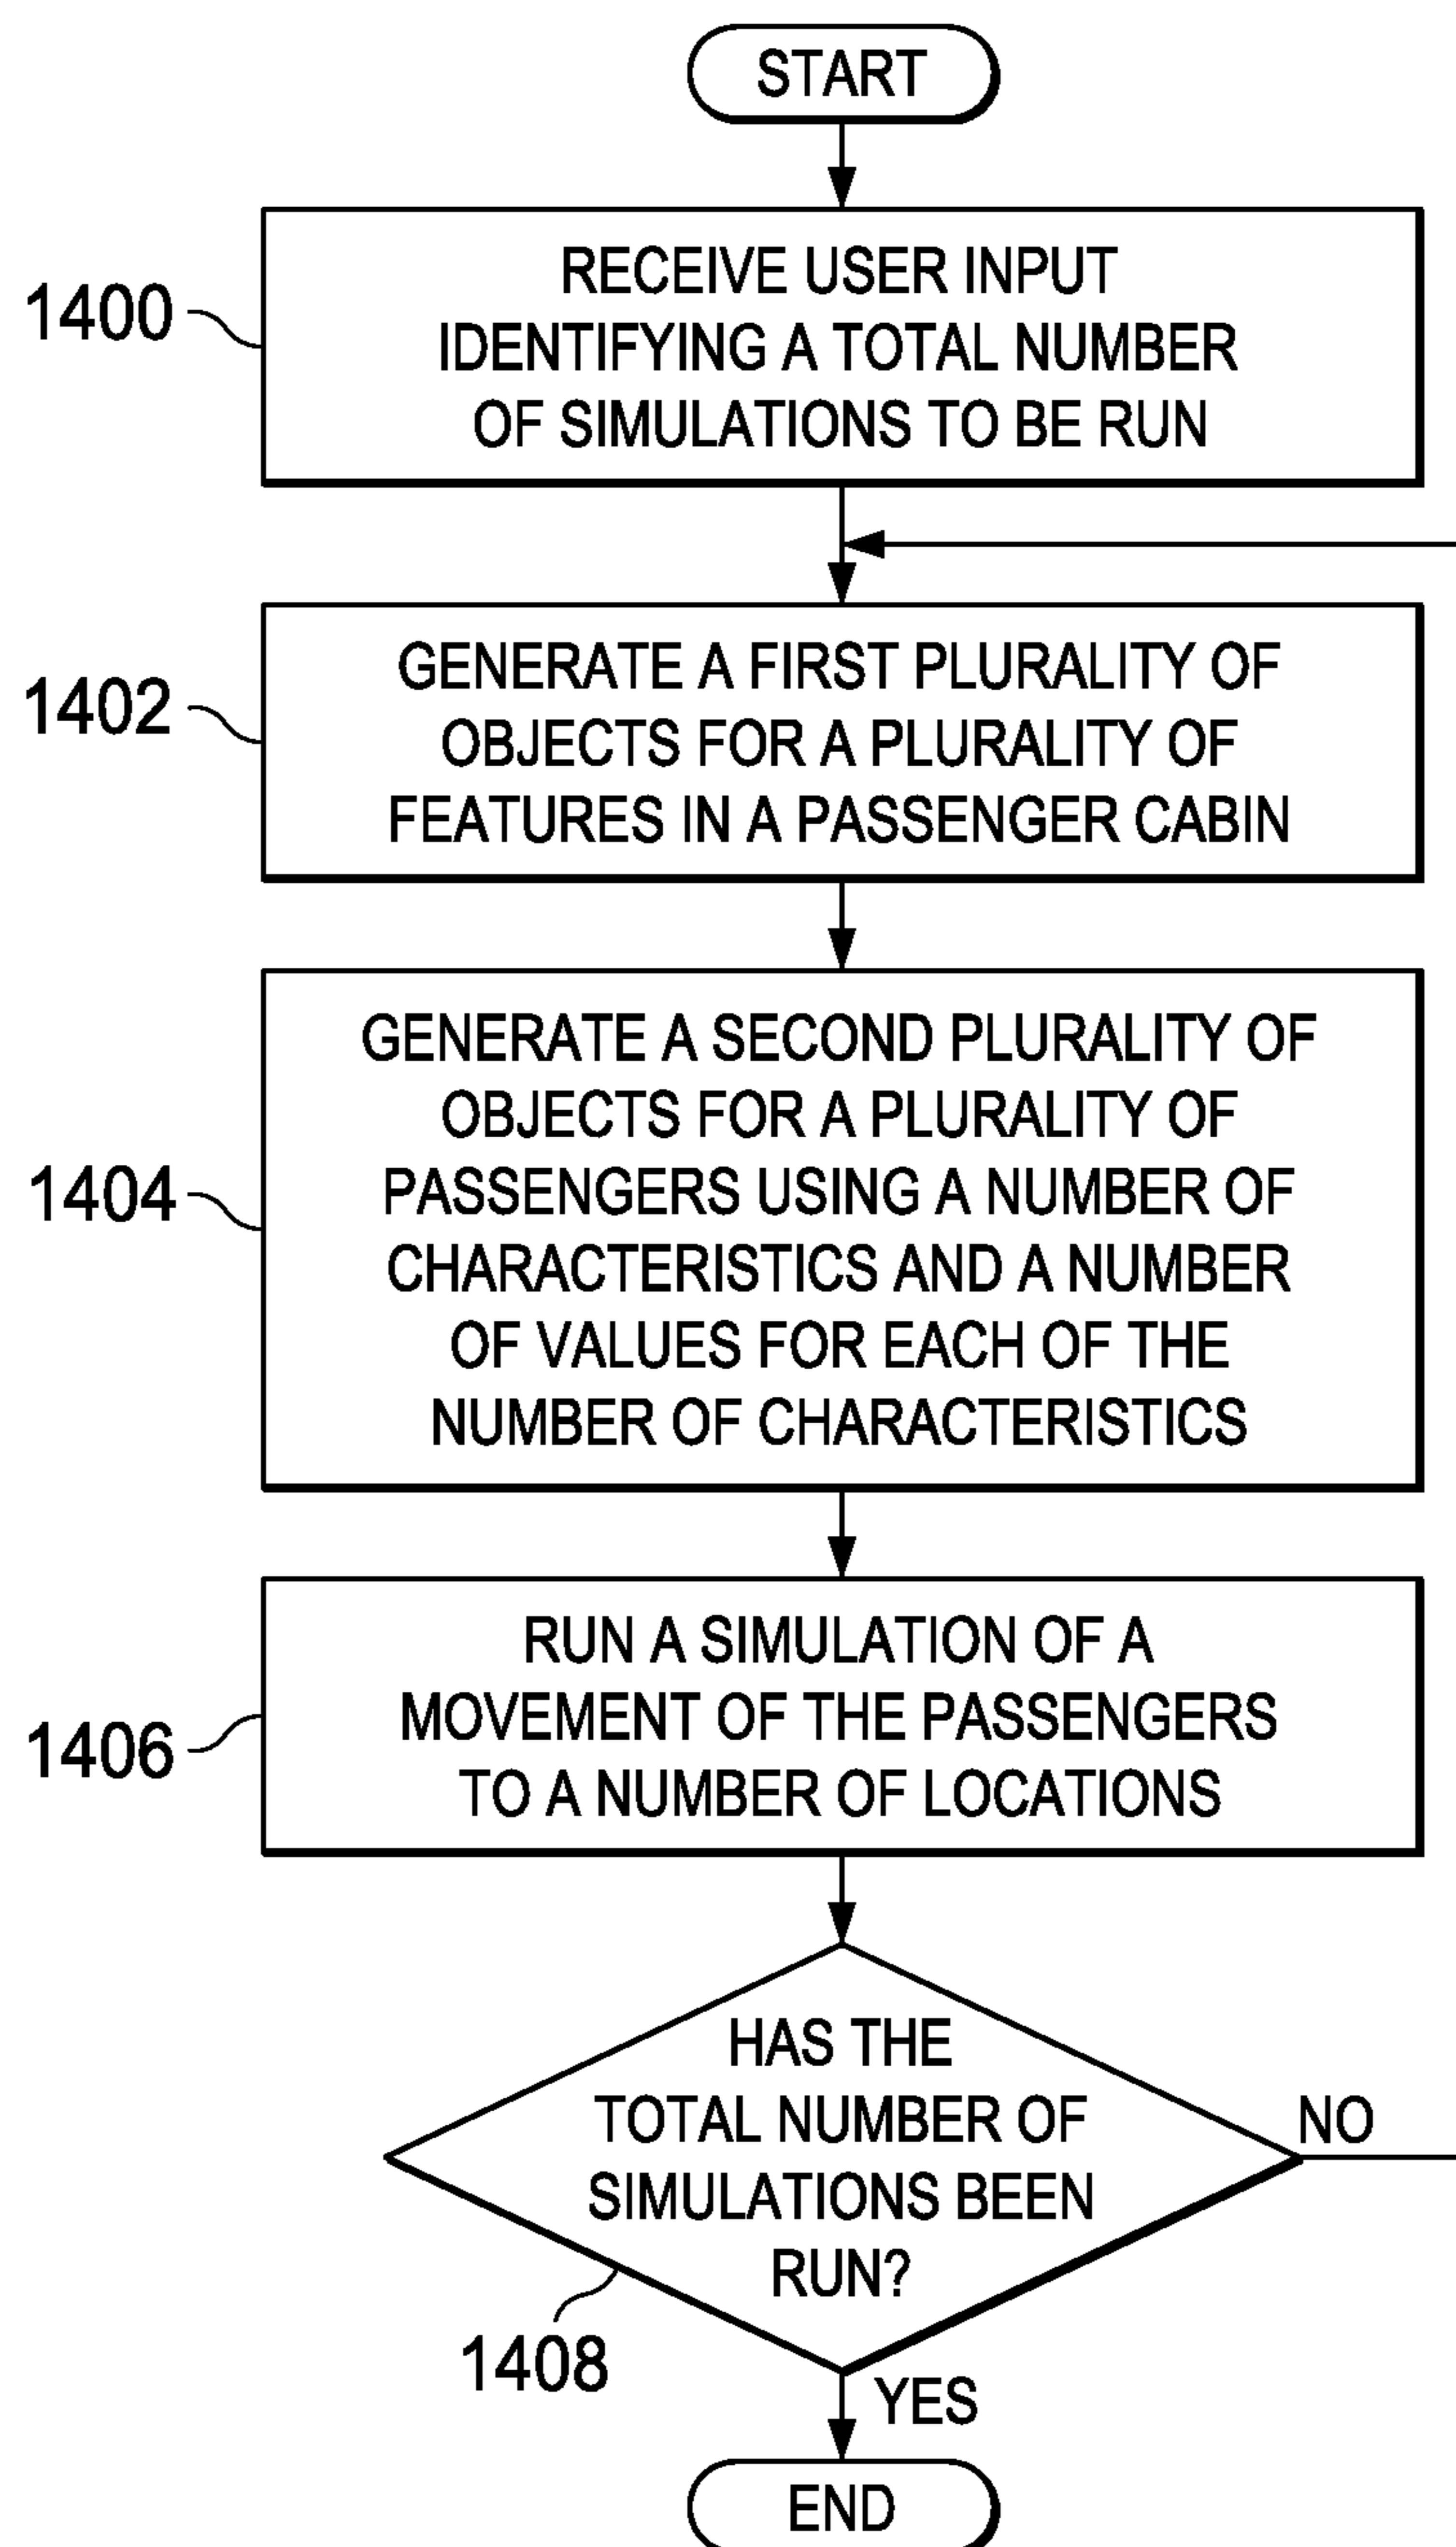 START
1400
RECEIVE USER INPUT
IDENTIFYING A TOTAL NUMBER
OF SIMULATIONS TO BE RUN
1402
GENERATE A FIRST PLURALITY OF
OBJECTS FOR A PLURALITY OF
FEATURES IN A PASSENGER CABIN
1404
GENERATE A SECOND PLURALITY OF
OBJECTS FOR A PLURALITY OF
PASSENGERS USING A NUMBER OF
CHARACTERISTICS AND A NUMBER
OF VALUES FOR EACH OF THE
NUMBER OF CHARACTERISTICS
1406
RUN A SIMULATION OF A
MOVEMENT OF THE PASSENGERS
TO A NUMBER OF LOCATIONS
HAS THE
TOTAL NUMBER OF
SIMULATIONS BEEN
RUN?
NO
1408
YES
END